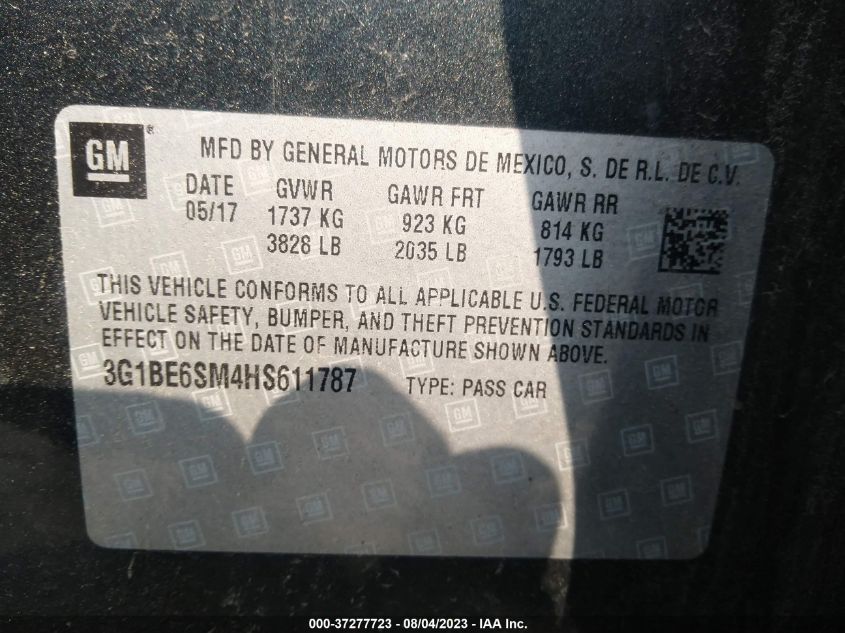 GM ® MFD BY GENERAL MOTORS DE MEXICO, S. DE R.L. DE C.V.
DATE GVWR GAWR FRT GAWR RR
05/17 1737 KG 923 KG 814 KG
3828 LB 2035 LB 1793 LB
THIS VEHICLE CONFORMS TO ALL APPLICABLE U.S. FEDERAL MOTOR
VEHICLE SAFETY, BUMPER, AND THEFT PREVENTION STANDARDS IN
EFFECT ON THE DATE OF MANUFACTURE SHOWN ABOVE.
3G1BE6SM4HS611787 TYPE: PASS CAR
000-37277723 - 08/04/2023 - IAA Inc.